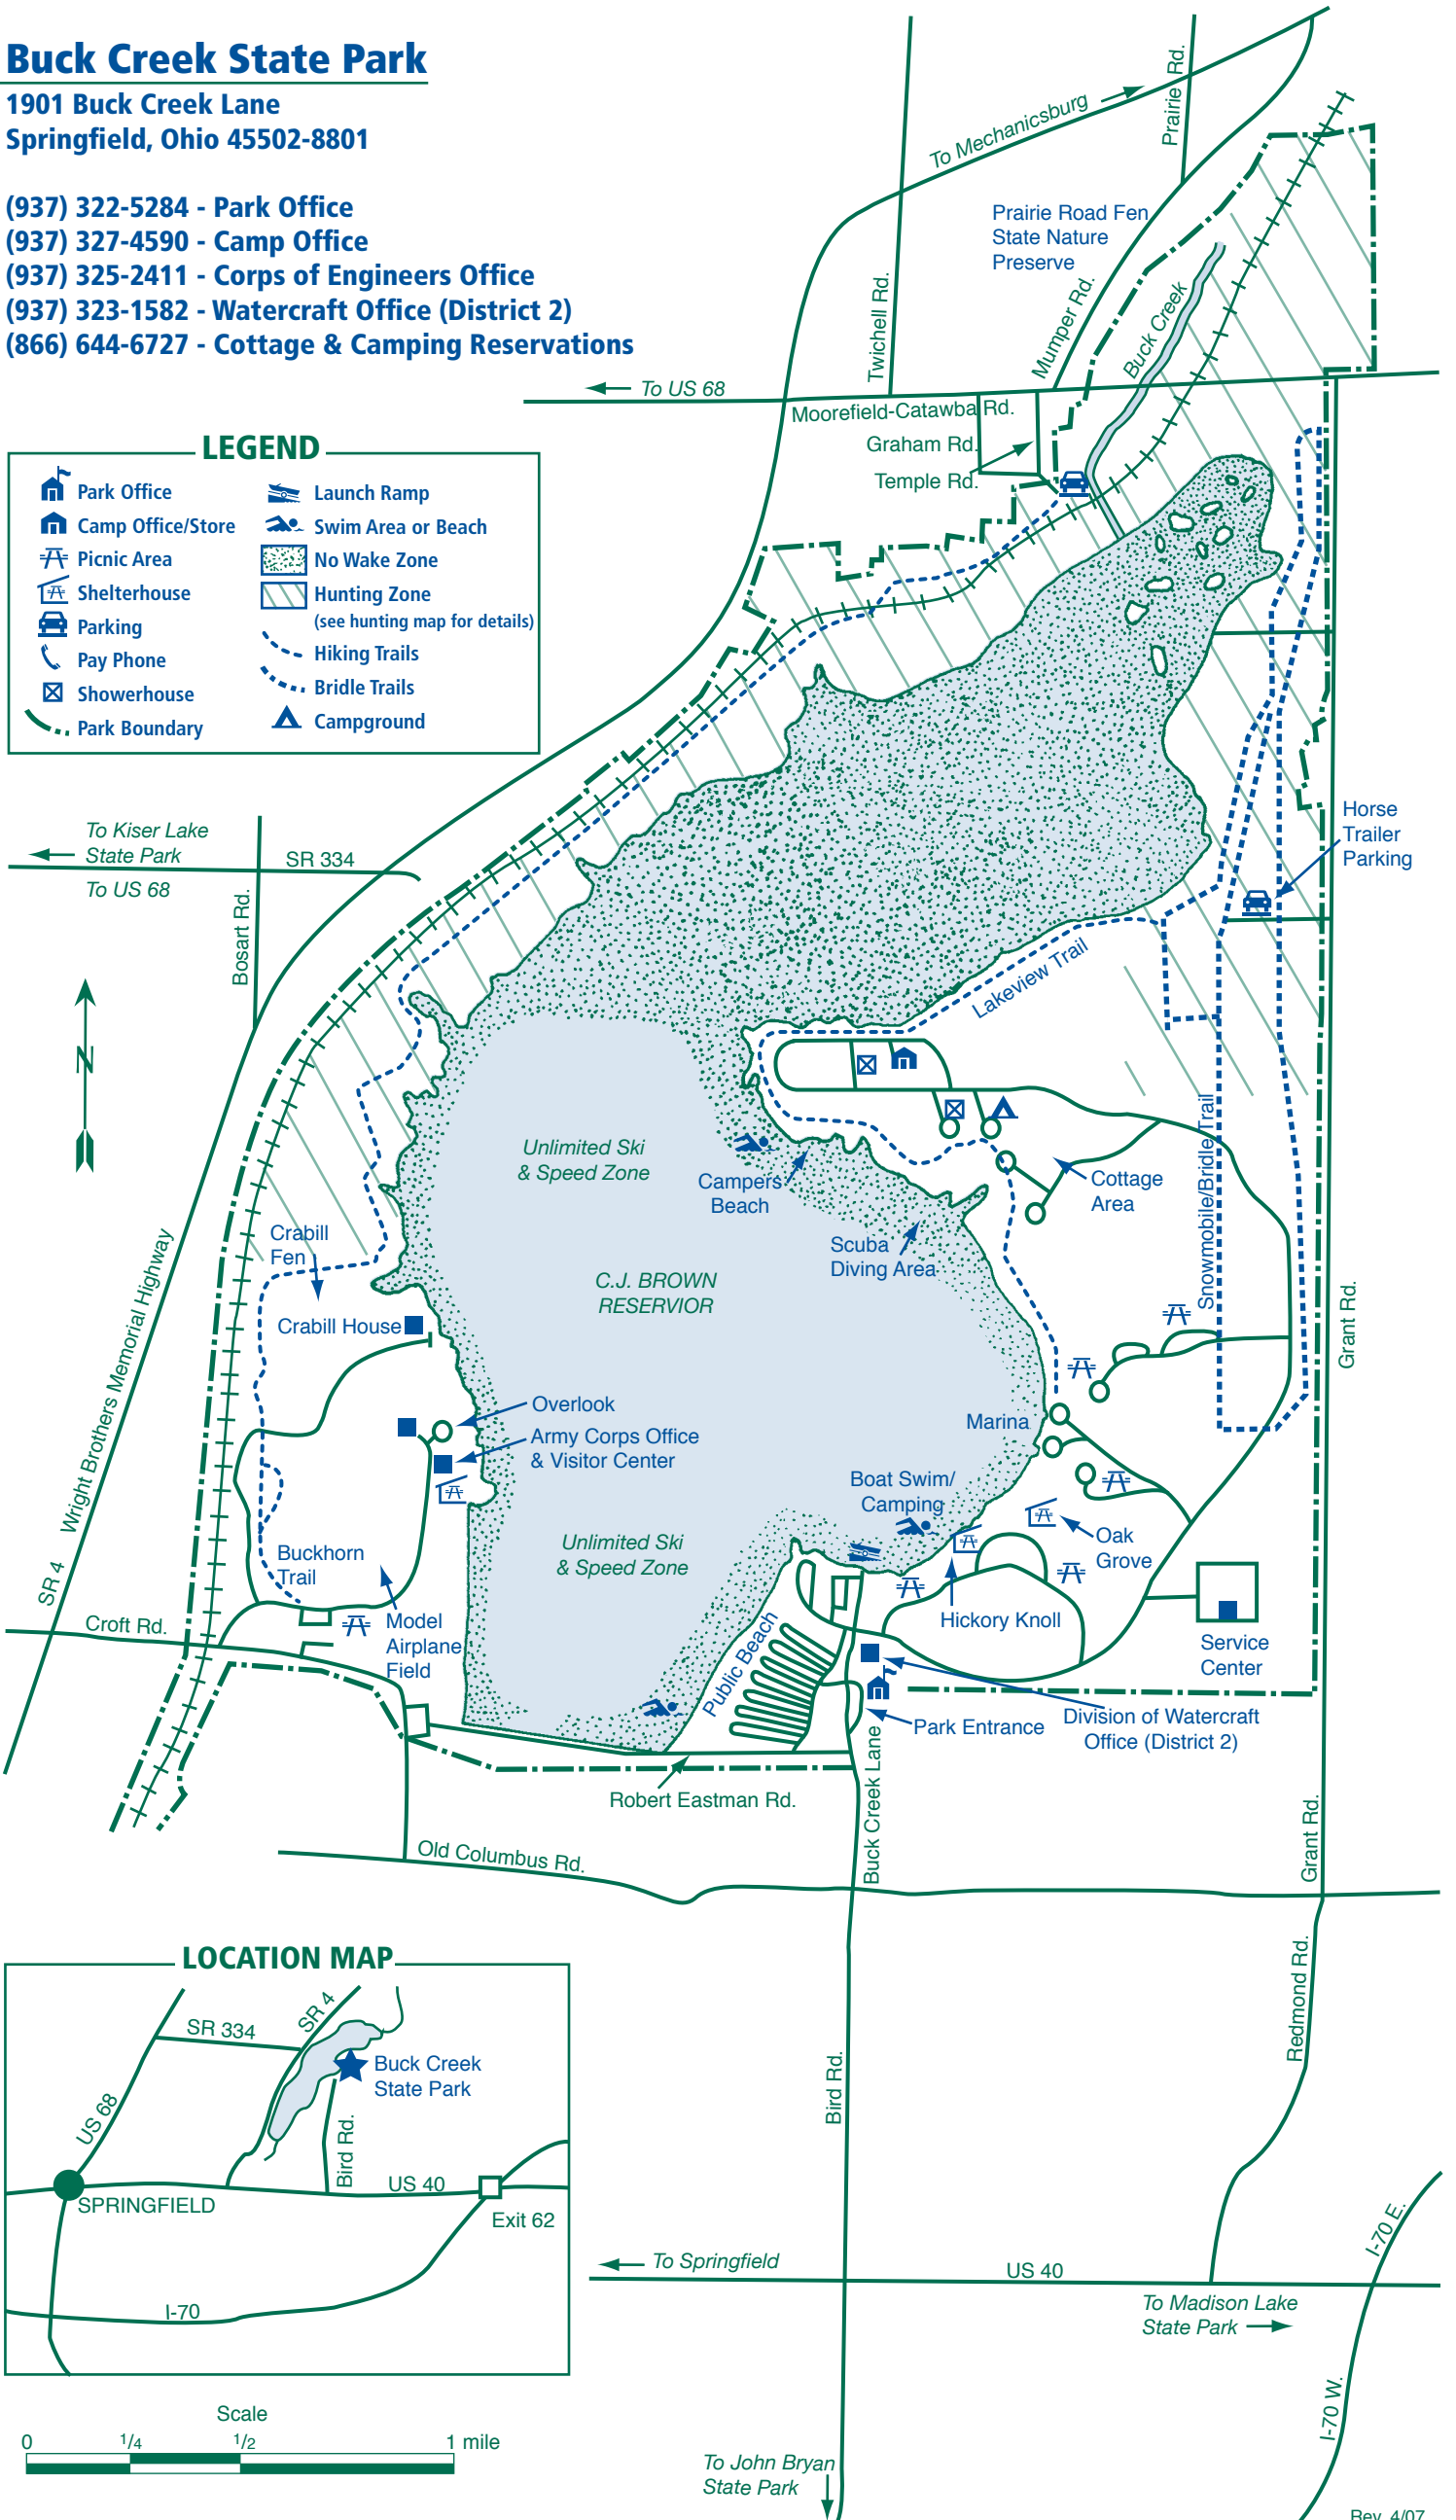 Buck Creek State Park
1901 Buck Creek Lane
Springfield, Ohio 45502-8801
(937) 322-5284 - Park Office
(937) 327-4590 - Camp Office
(937) 325-2411 - Corps of Engineers Office
(937) 323-1582 - Watercraft Office (District 2)
(866) 644-6727 - Cottage & Camping Reservations
To Mechanicsburg
Prairie Rd.
Twichell Rd.
Prairie Road Fen
State Nature
Preserve
Mumper Rd.
Buck Creek
To US 68
Moorefield-Catawba Rd.
Graham Rd.
Temple Rd.
LEGEND
Park Office
Camp Office/Store
Picnic Area
Shelterhouse
Parking
Pay Phone
Showerhouse
Park Boundary
Launch Ramp
Swim Area or Beach
No Wake Zone
Hunting Zone
(see hunting map for details)
Hiking Trails
Bridle Trails
Campground
To Kiser Lake
State Park
SR 334
To US 68
Bosart Rd.
Horse
Trailer
Parking
Lakeview Trail
N
Unlimited Ski
& Speed Zone
Campers
Beach
Cottage
Area
Scuba
Diving Area
Snowmobile/Bridle Trail
Crabill
Fen
C.J. BROWN
RESERVIOR
Crabill House
Grant Rd.
Wright Brothers Memorial Highway
SR 4
Overlook
Army Corps Office
& Visitor Center
Marina
Boat Swim/
Camping
Unlimited Ski
& Speed Zone
Oak
Grove
Buckhorn
Trail
Model
Airplane
Field
Croft Rd.
Hickory Knoll
Service
Center
Public Beach
Park Entrance
Division of Watercraft
Office (District 2)
Robert Eastman Rd.
Buck Creek Lane
Grant Rd.
Old Columbus Rd.
LOCATION MAP
SR 334
SR 4
Buck Creek
State Park
US 68
Bird Rd.
US 40
SPRINGFIELD
Exit 62
I-70
Redmond Rd.
Bird Rd.
To Springfield
US 40
I-70 E.
To Madison Lake
State Park
I-70 W.
Scale
0 1/4 1/2 1 mile
To John Bryan
State Park
Rev. 4/07